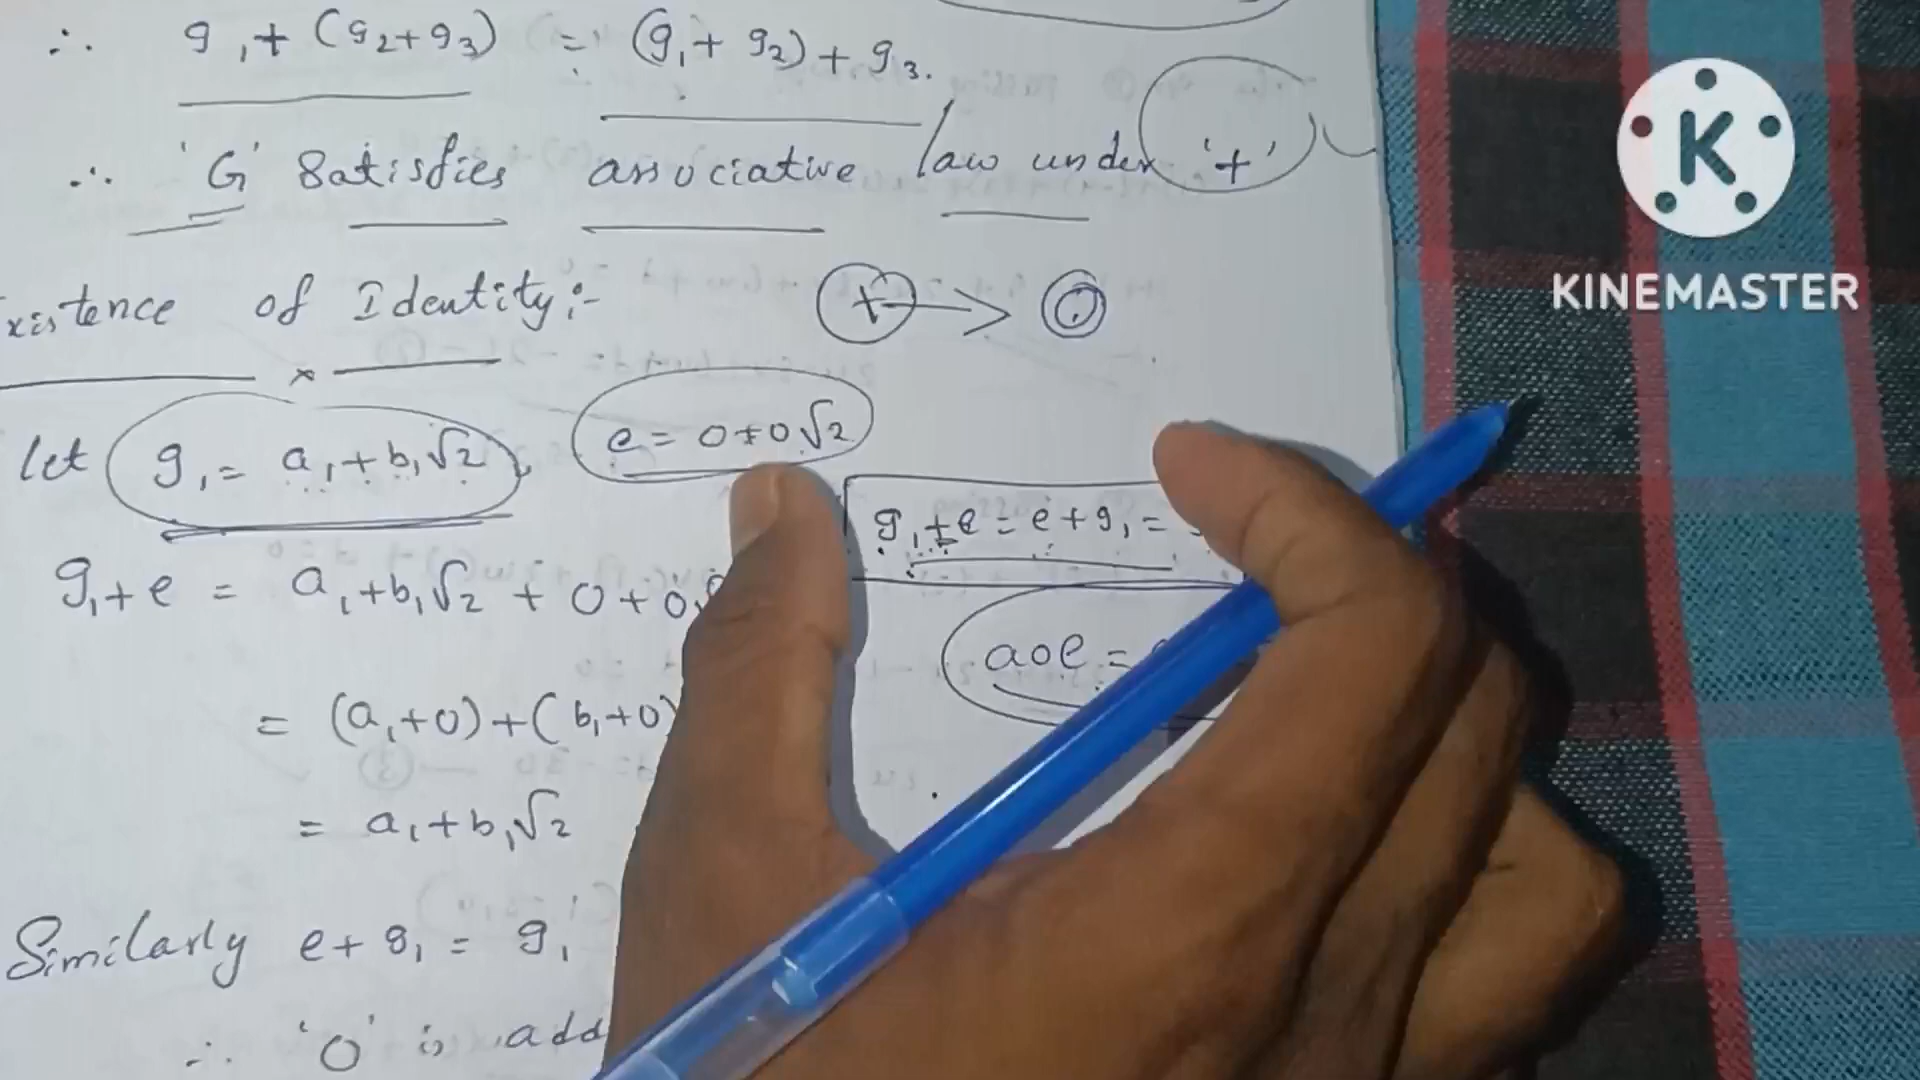 ∴ g₁+(g₂+g₃) = (g₁+g₂)+g₃.
∴ 'G' Satisfies associative law under '+'
xistence of Identity:- + → 0
let g₁ = a₁+b₁√2, e = 0+0√2
g₁+e = e+g₁ =
g₁+e = a₁+b₁√2 + 0+0
aoe =
= (a₁+0)+(b₁+0)
= a₁+b₁√2
Similarly e+g₁ = g₁
∴ '0' is add
KINEMASTER